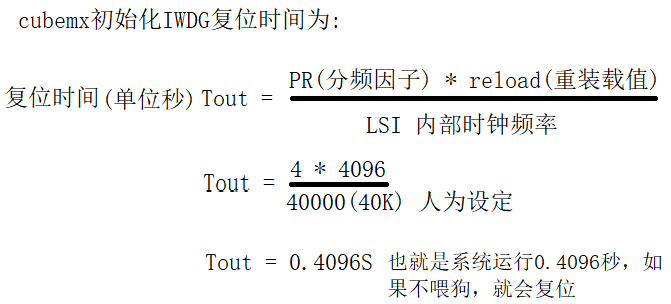 cubemx初始化IWDG复位时间为:
PR(分频因子) * reload(重装载值)
复位时间(单位秒) Tout =
LSI 内部时钟频率
4 * 4096
Tout =
40000(40K) 人为设定
Tout = 0.4096S 也就是系统运行0.4096秒，如
果不喂狗，就会复位